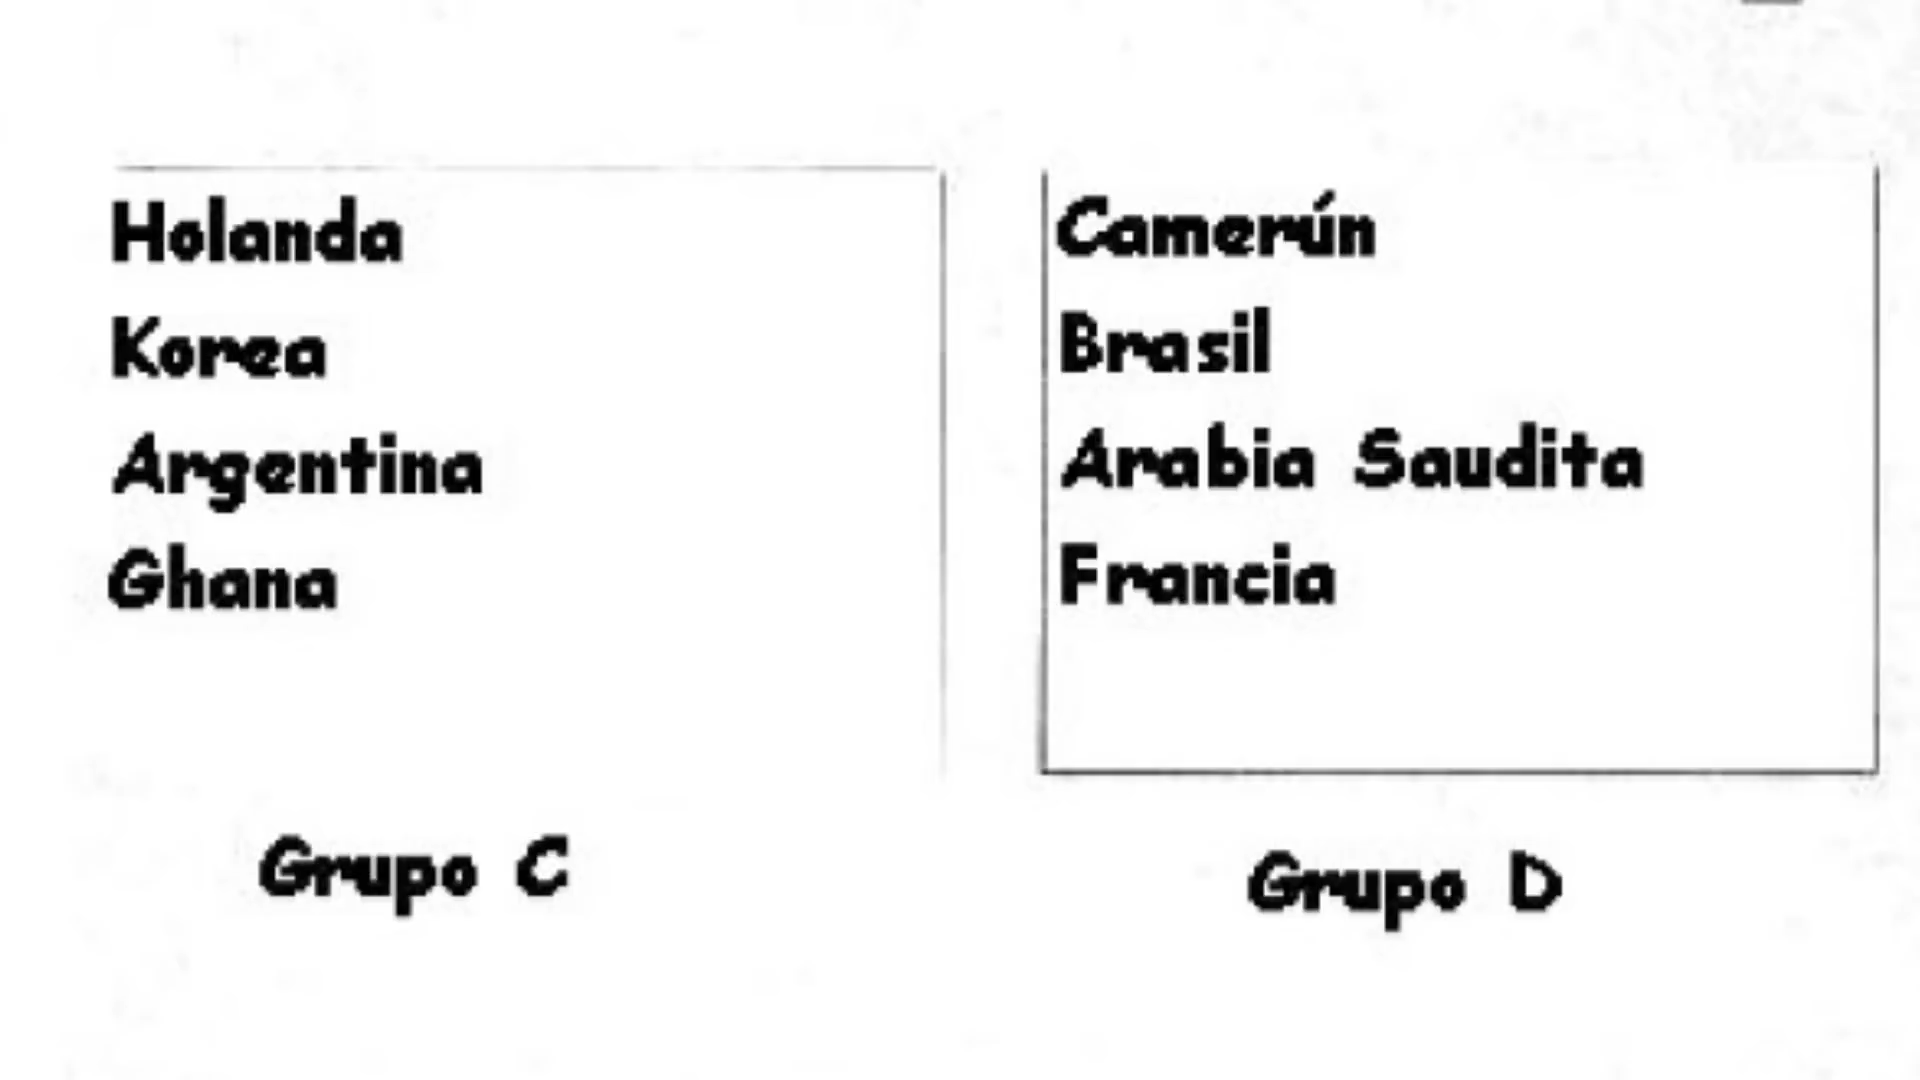 Holanda
Korea
Argentina
Ghana
Grupo C
Camerún
Brasil
Arabia Saudita
Francia
Grupo D